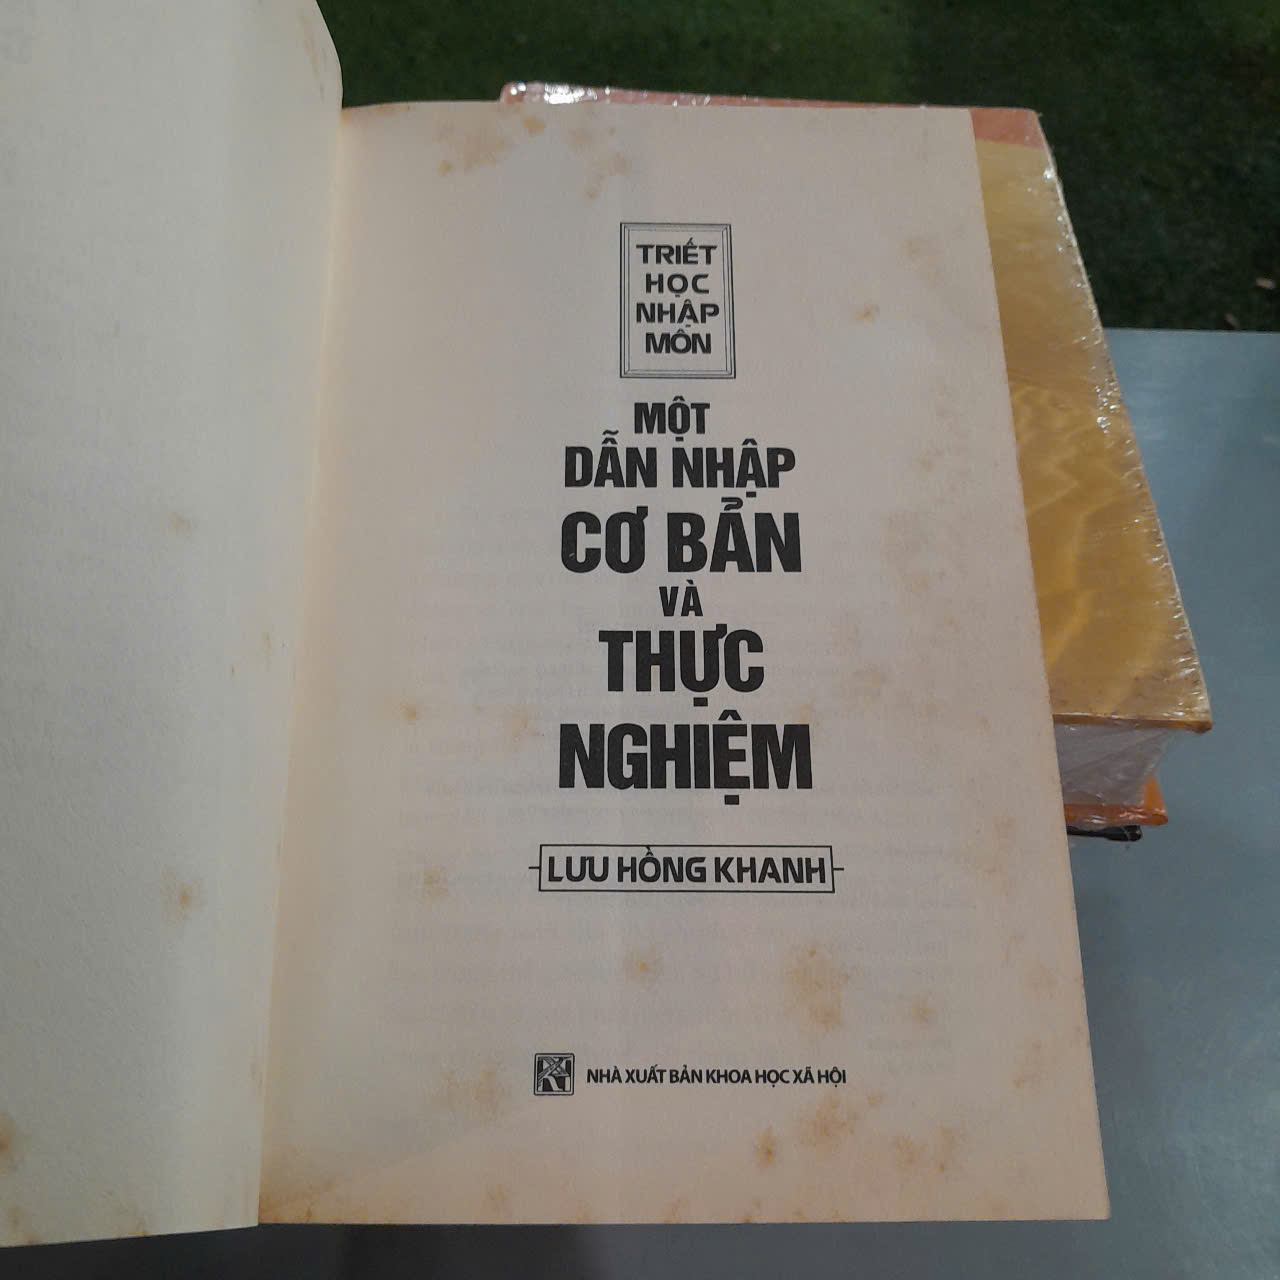 TRIẾT
HỌC
NHẬP
MÔN
MỘT
DẪN NHẬP
CƠ BẢN
VÀ
THỰC
NGHIỆM
LƯU HỒNG KHANH
NHÀ XUẤT BẢN KHOA HỌC XÃ HỘI